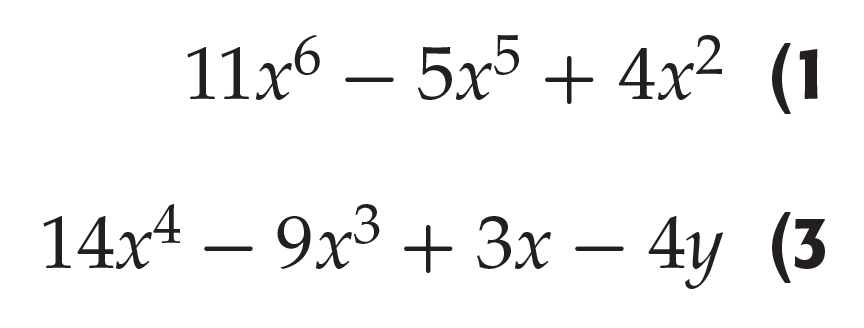 (1 11x⁶ − 5x⁵ + 4x²
(3 14x⁴ − 9x³ + 3x − 4y